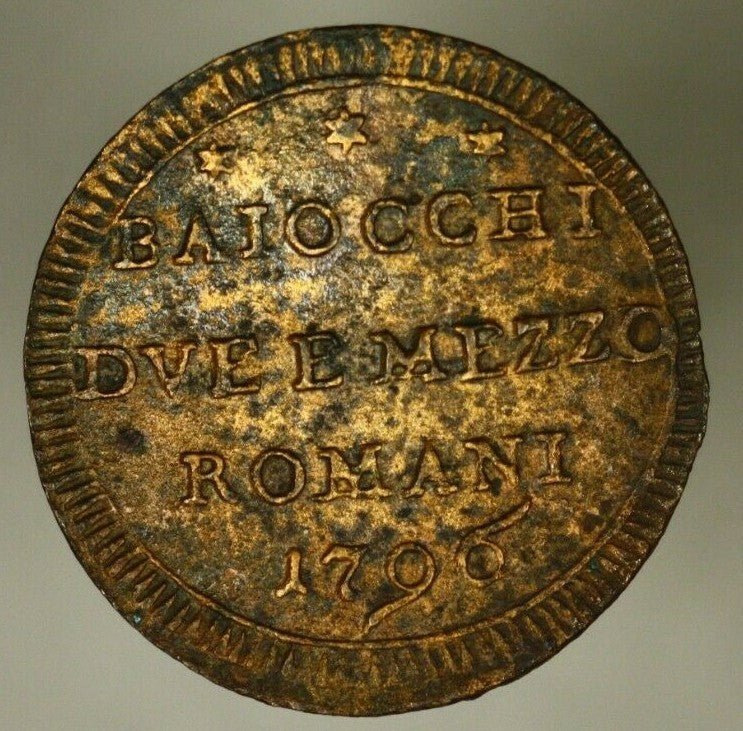 BAIOCCHI
DVE E MEZZO
ROMANI
1796